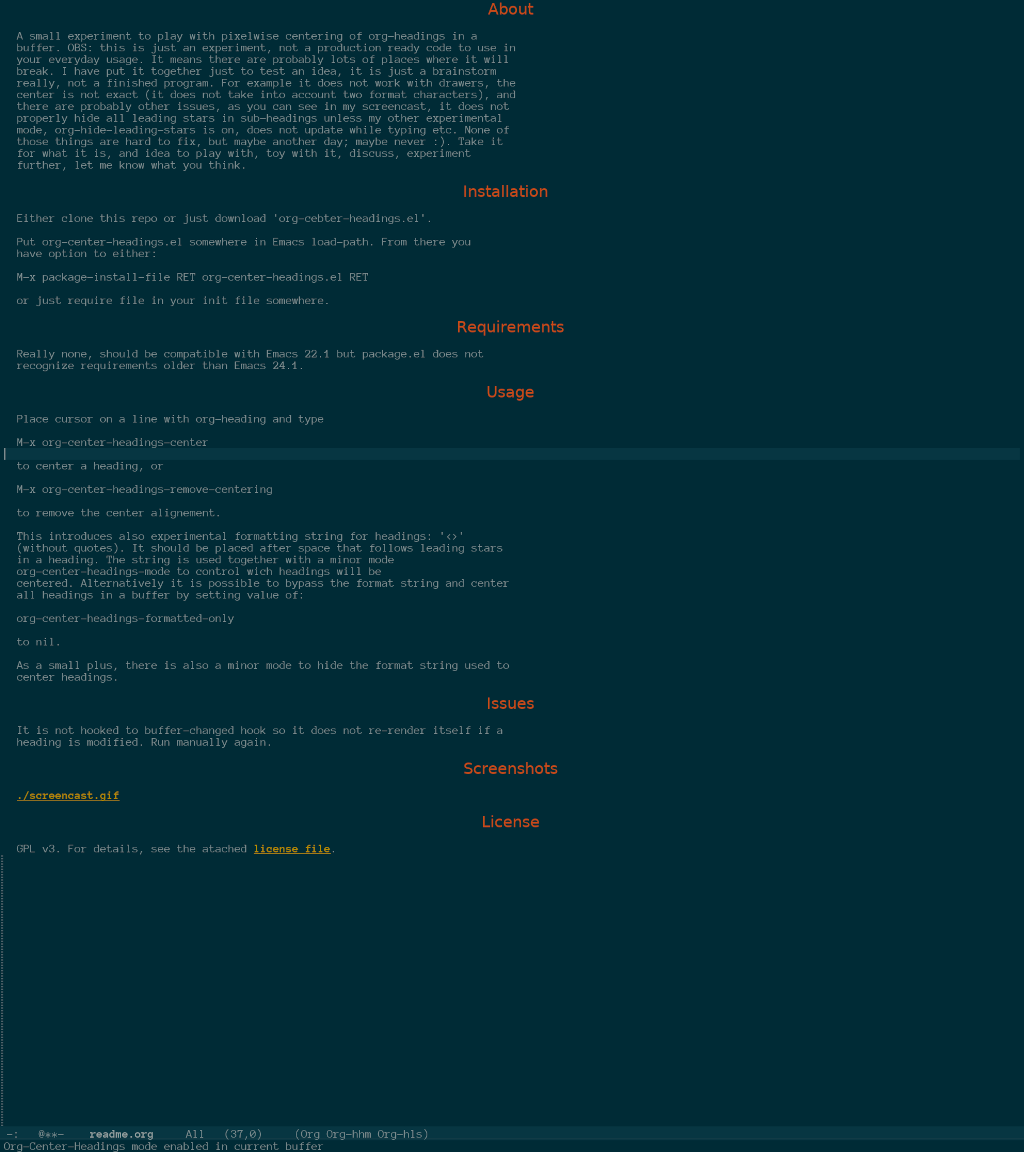 About
A small experiment to play with pixelwise centering of org-headings in a
buffer. OBS: this is just an experiment, not a production ready code to use in
your everyday usage. It means there are probably lots of places where it will
break. I have put it together just to test an idea, it is just a brainstorm
really, not a finished program. For example it does not work with drawers, the
center is not exact (it does not take into account two format characters), and
there are probably other issues, as you can see in my screencast, it does not
properly hide all leading stars in sub-headings unless my other experimental
mode, org-hide-leading-stars is on, does not update while typing etc. None of
those things are hard to fix, but maybe another day; maybe never :). Take it
for what it is, and idea to play with, toy with it, discuss, experiment
further, let me know what you think.
Installation
Either clone this repo or just download 'org-cebter-headings.el'.
Put org-center-headings.el somewhere in Emacs load-path. From there you
have option to either:
M-x package-install-file RET org-center-headings.el RET
or just require file in your init file somewhere.
Requirements
Really none, should be compatible with Emacs 22.1 but package.el does not
recognize requirements older than Emacs 24.1.
Usage
Place cursor on a line with org-heading and type
M-x org-center-headings-center
to center a heading, or
M-x org-center-headings-remove-centering
to remove the center alignement.
This introduces also experimental formatting string for headings: '<>'
(without quotes). It should be placed after space that follows leading stars
in a heading. The string is used together with a minor mode
org-center-headings-mode to control wich headings will be
centered. Alternatively it is possible to bypass the format string and center
all headings in a buffer by setting value of:
org-center-headings-formatted-only
to nil.
As a small plus, there is also a minor mode to hide the format string used to
center headings.
Issues
It is not hooked to buffer-changed hook so it does not re-render itself if a
heading is modified. Run manually again.
Screenshots
./screencast.gif
License
GPL v3. For details, see the atached license file.
-:   @**-    readme.org     All   (37,0)     (Org Org-hhm Org-hls)
Org-Center-Headings mode enabled in current buffer